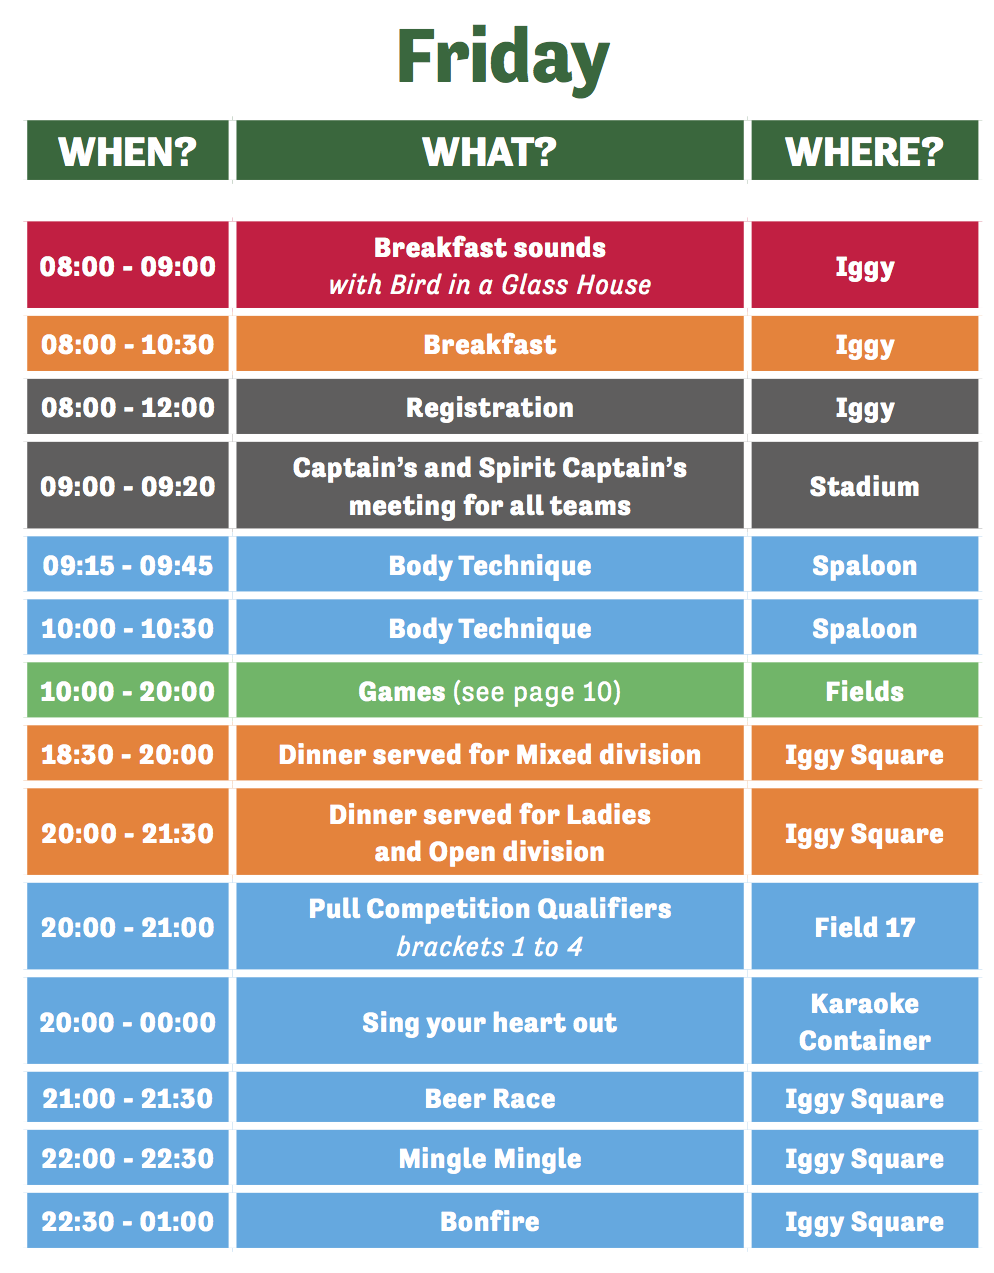 Friday
WHEN? WHAT? WHERE?
08:00 - 09:00 Breakfast sounds Iggy
with Bird in a Glass House
08:00 - 10:30 Breakfast Iggy
08:00 - 12:00 Registration Iggy
09:00 - 09:20 Captain’s and Spirit Captain’s Stadium
meeting for all teams
09:15 - 09:45 Body Technique Spaloon
10:00 - 10:30 Body Technique Spaloon
10:00 - 20:00 Games (see page 10) Fields
18:30 - 20:00 Dinner served for Mixed division Iggy Square
20:00 - 21:30 Dinner served for Ladies Iggy Square
and Open division
20:00 - 21:00 Pull Competition Qualifiers Field 17
brackets 1 to 4
20:00 - 00:00 Sing your heart out Karaoke
Container
21:00 - 21:30 Beer Race Iggy Square
22:00 - 22:30 Mingle Mingle Iggy Square
22:30 - 01:00 Bonfire Iggy Square